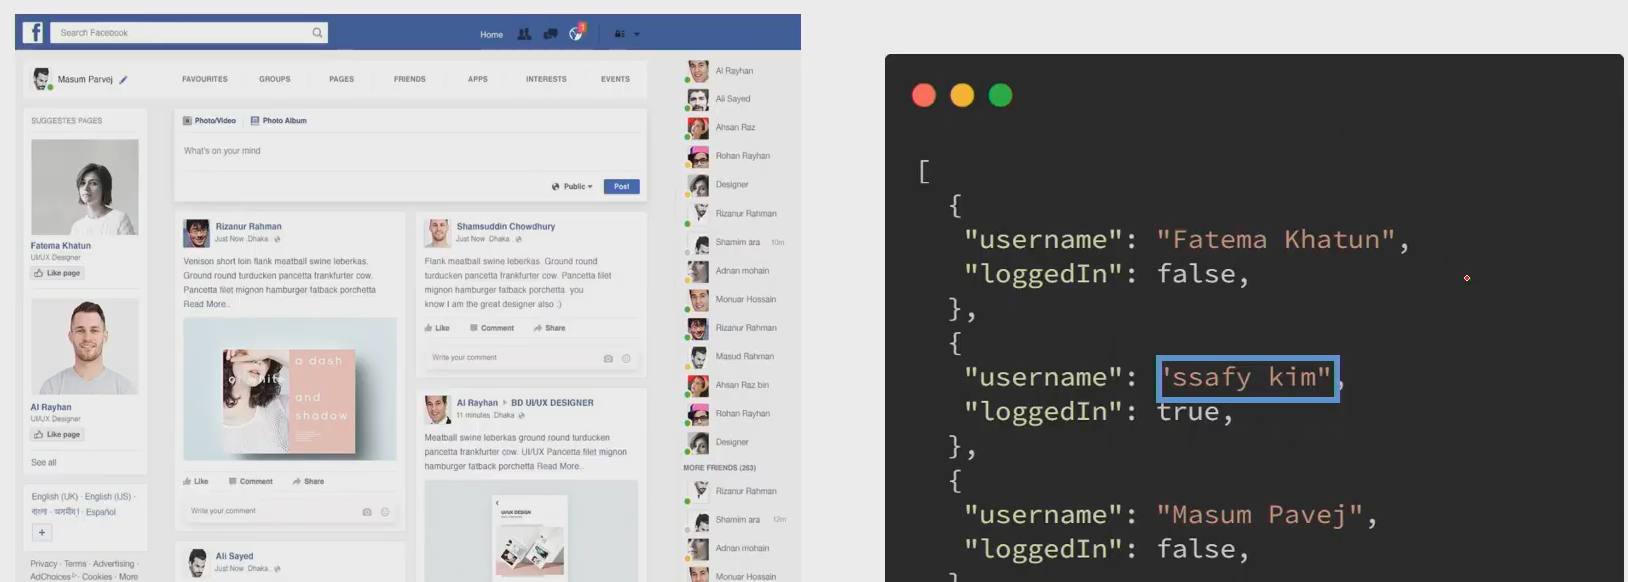 f
Search Facebook
Home
1
Masum Parvej
FAVOURITES GROUPS PAGES FRIENDS APPS INTERESTS EVENTS
SUGGESTES PAGES
Fatema Khatun
UI/UX Designer
Like page
Al Rayhan
UI/UX Designer
Like page
See all
English (UK) · English (US) ·
বাংলা · অসমীয়া · Español
+
Privacy · Terms · Advertising ·
AdChoices · Cookies · More
Photo/Video Photo Album
What's on your mind
Public Post
Rizanur Rahman
Just Now .Dhaka .
Venison short loin flank meatball swine leberkas.
Ground round turducken pancetta frankfurter cow.
Pancetta filet mignon hamburger fatback porchetta
Read More..
a dash
of white
and
shadow
Like Comment Share
Write your comment
Ali Sayed
Just Now .Dhaka .
Shamsuddin Chowdhury
Just Now .Dhaka .
Flank meatball swine leberkas. Ground round
turducken pancetta frankfurter cow. Pancetta filet
mignon hamburger fatback porchetta. you
know I am the great designer also :)
Like Comment Share
Write your comment
Al Rayhan BD UI/UX DESIGNER
11 minutes .Dhaka .
Meatball swine leberkas ground round turducken
pancetta frankfurter cow. UI/UX Pancetta filet mignon
hamburger fatback porchetta Read More..
UI/UX DESIGN
Al Rayhan
Ali Sayed
Ahsan Raz
Rohan Rayhan
Designer
Rizanur Rahman
Shamim ara 10m
Adnan mohain
Monuar Hossain
Rizanur Rahman
Masud Rahman
Ahsan Raz bin
Rohan Rayhan
Designer
MORE FRIENDS (263)
Rizanur Rahman
Shamim ara 12m
Adnan mohain
Monuar Hossain
[
{
"username": "Fatema Khatun",
"loggedIn": false,
},
{
"username": "ssafy kim",
"loggedIn": true,
},
{
"username": "Masum Pavej",
"loggedIn": false,
}